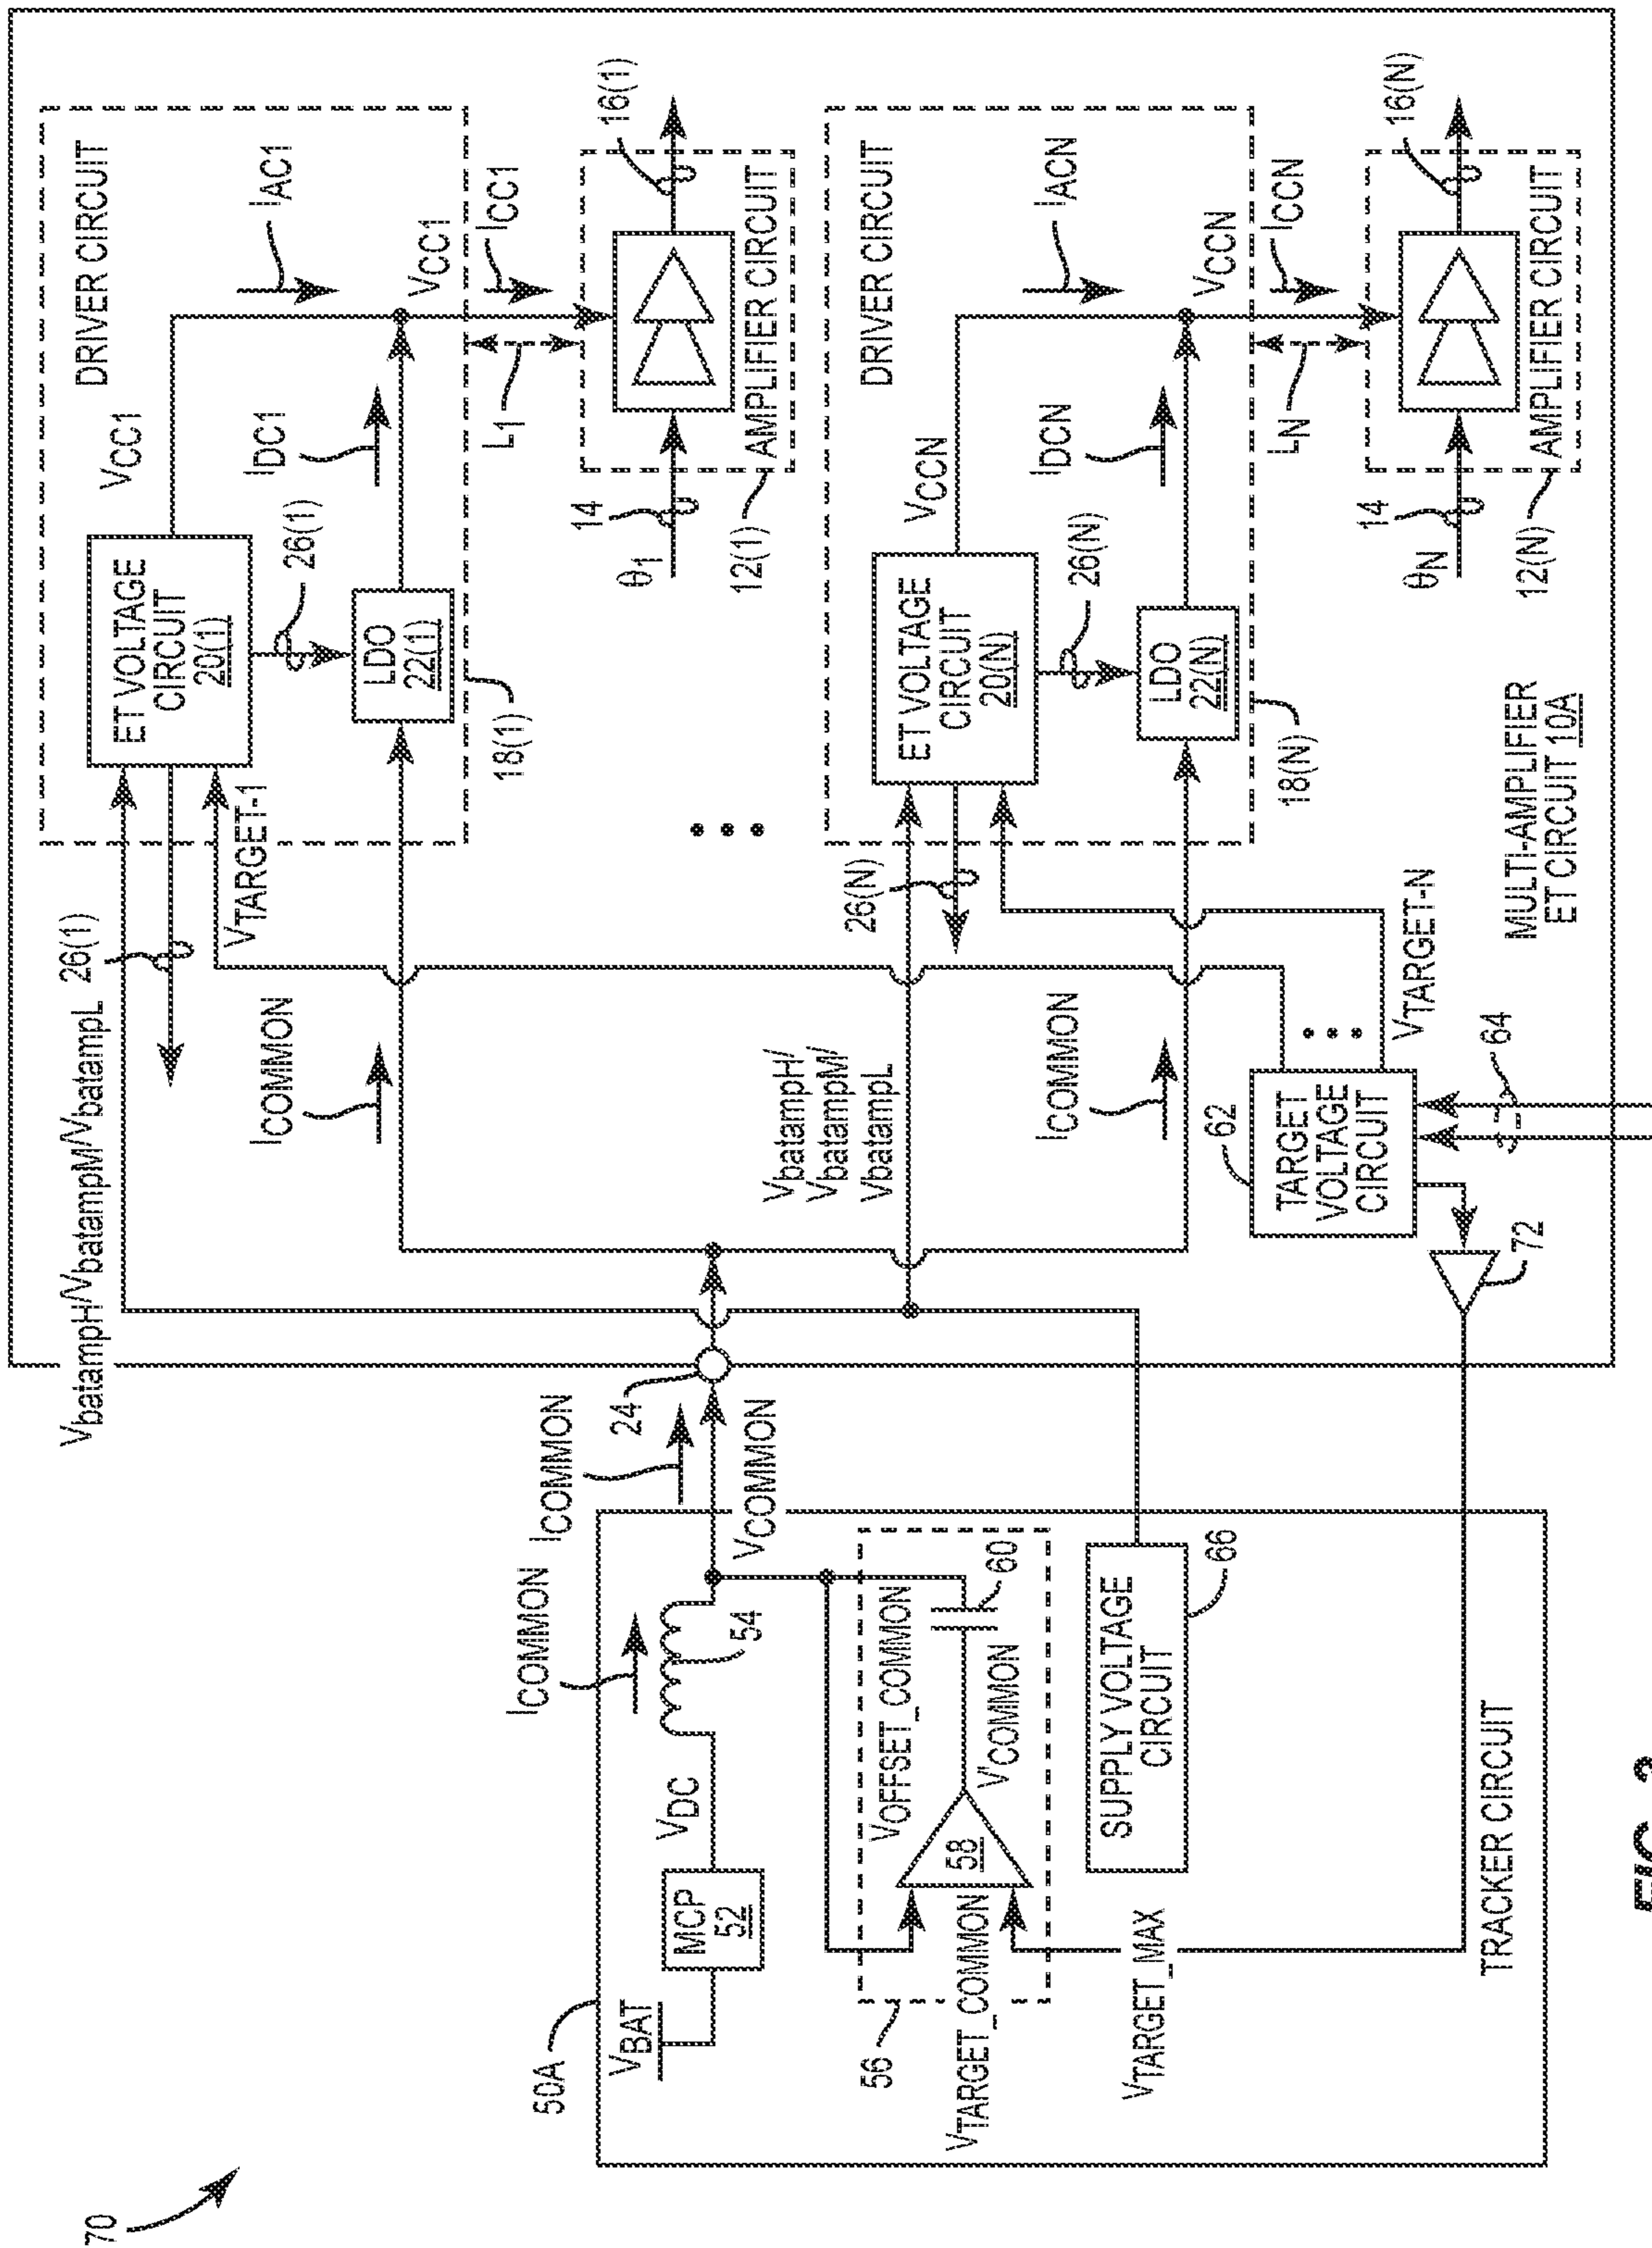 70
50A
VBAT
MCP
52
VDC
ICOMMON
54
ICOMMON
VCOMMON
24
56
VTARGET_COMMON
58
VOFFSET_COMMON
V'COMMON
60
VTARGET_MAX
SUPPLY VOLTAGE
CIRCUIT
66
TRACKER CIRCUIT
VbatampH/VbatampM/VbatampL
26(1)
VTARGET-1
ICOMMON
DRIVER CIRCUIT
ET VOLTAGE
CIRCUIT
20(1)
VCC1
26(1)
LDO
22(1)
18(1)
IDC1
IAC1
VCC1
L1
ICC1
14
θ1
12(1)
AMPLIFIER CIRCUIT
16(1)
VbatampH/
VbatampM/
VbatampL
26(N)
ICOMMON
DRIVER CIRCUIT
ET VOLTAGE
CIRCUIT
20(N)
VCCN
26(N)
LDO
22(N)
18(N)
IDCN
IACN
VCCN
LN
ICCN
14
θN
12(N)
AMPLIFIER CIRCUIT
16(N)
62
TARGET
VOLTAGE
CIRCUIT
VTARGET-N
64
72
MULTI-AMPLIFIER
ET CIRCUIT 10A